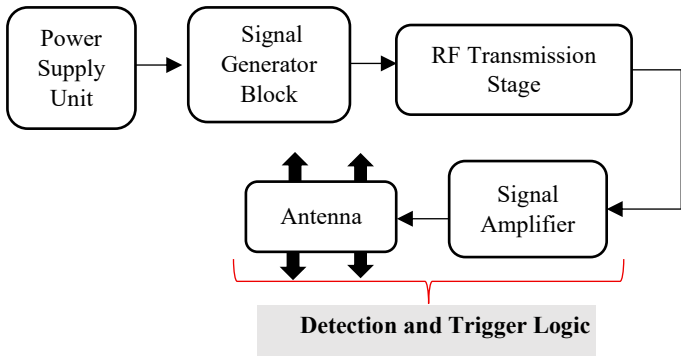 Power
Supply
Unit
Signal
Generator
Block
RF Transmission
Stage
Antenna
Signal
Amplifier
Detection and Trigger Logic